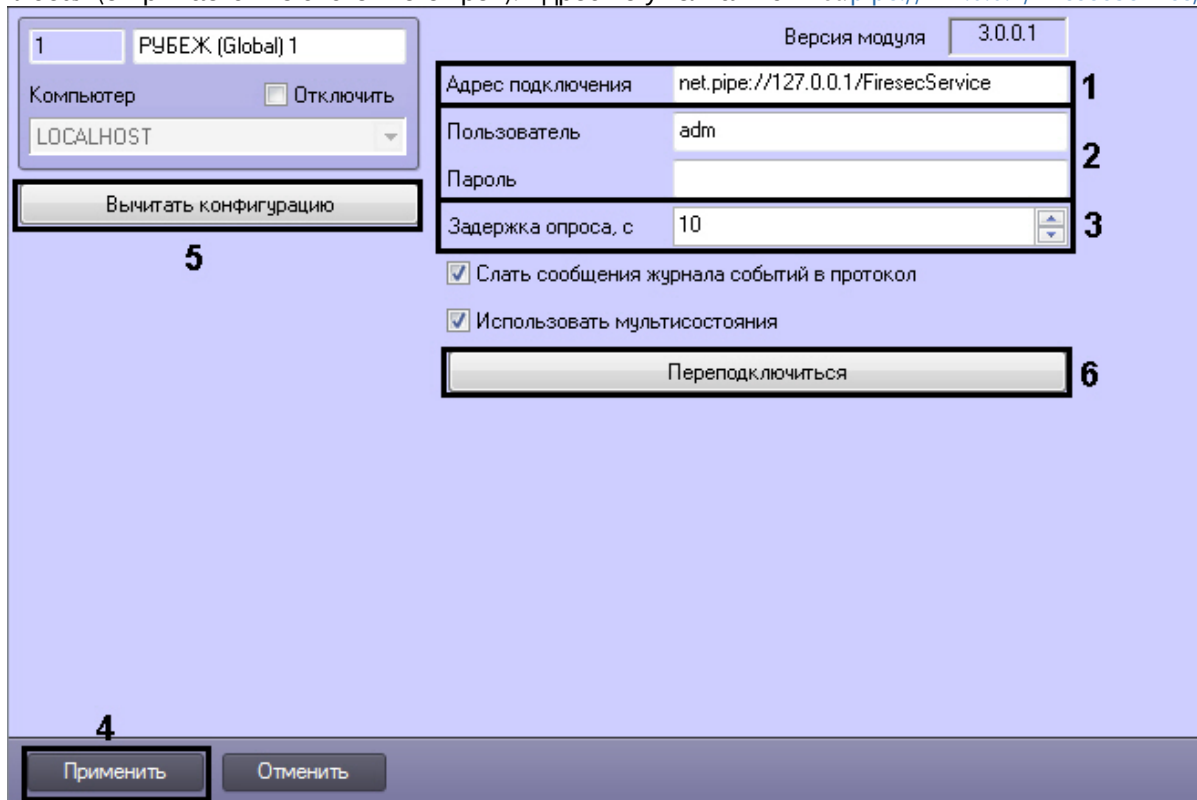 1 РУБЕЖ (Global) 1
Компьютер Отключить
LOCALHOST
Вычитать конфигурацию
5
Версия модуля 3.0.0.1
Адрес подключения net.pipe://127.0.0.1/FiresecService 1
Пользователь adm
2
Пароль
Задержка опроса, с 10 3
Слать сообщения журнала событий в протокол
Использовать мультисостояния
Переподключиться 6
4
Применить Отменить